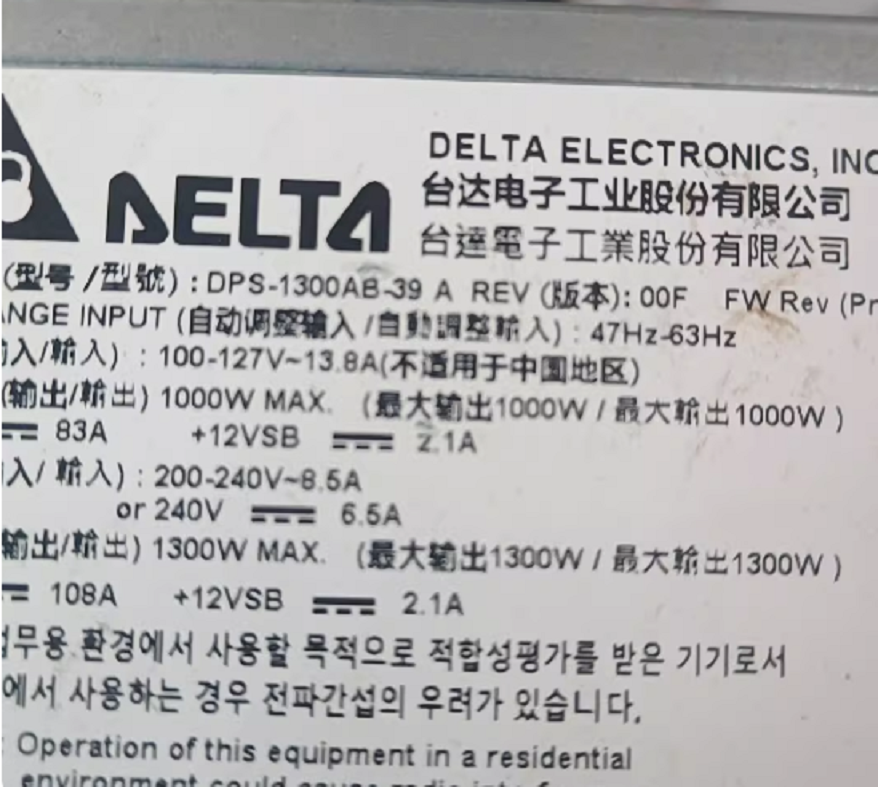 DELTA
DELTA ELECTRONICS, INC
台达电子工业股份有限公司
台達電子工業股份有限公司
(型号 /型號) : DPS-1300AB-39 A REV (版本): 00F FW Rev (Pr
ANGE INPUT (自动调整输入 /自動調整輸入) : 47Hz-63Hz
入/輸入) : 100-127V~13.8A(不适用于中国地区)
(输出/輸出) 1000W MAX. (最大输出1000W / 最大輸出1000W )
83A +12VSB 2.1A
入/ 輸入) : 200-240V~8.5A
or 240V 6.5A
输出/輸出) 1300W MAX. (最大输出1300W / 最大輸出1300W )
108A +12VSB 2.1A
업무용 환경에서 사용할 목적으로 적합성평가를 받은 기기로서
에서 사용하는 경우 전파간섭의 우려가 있습니다.
: Operation of this equipment in a residential
environment could cause radio